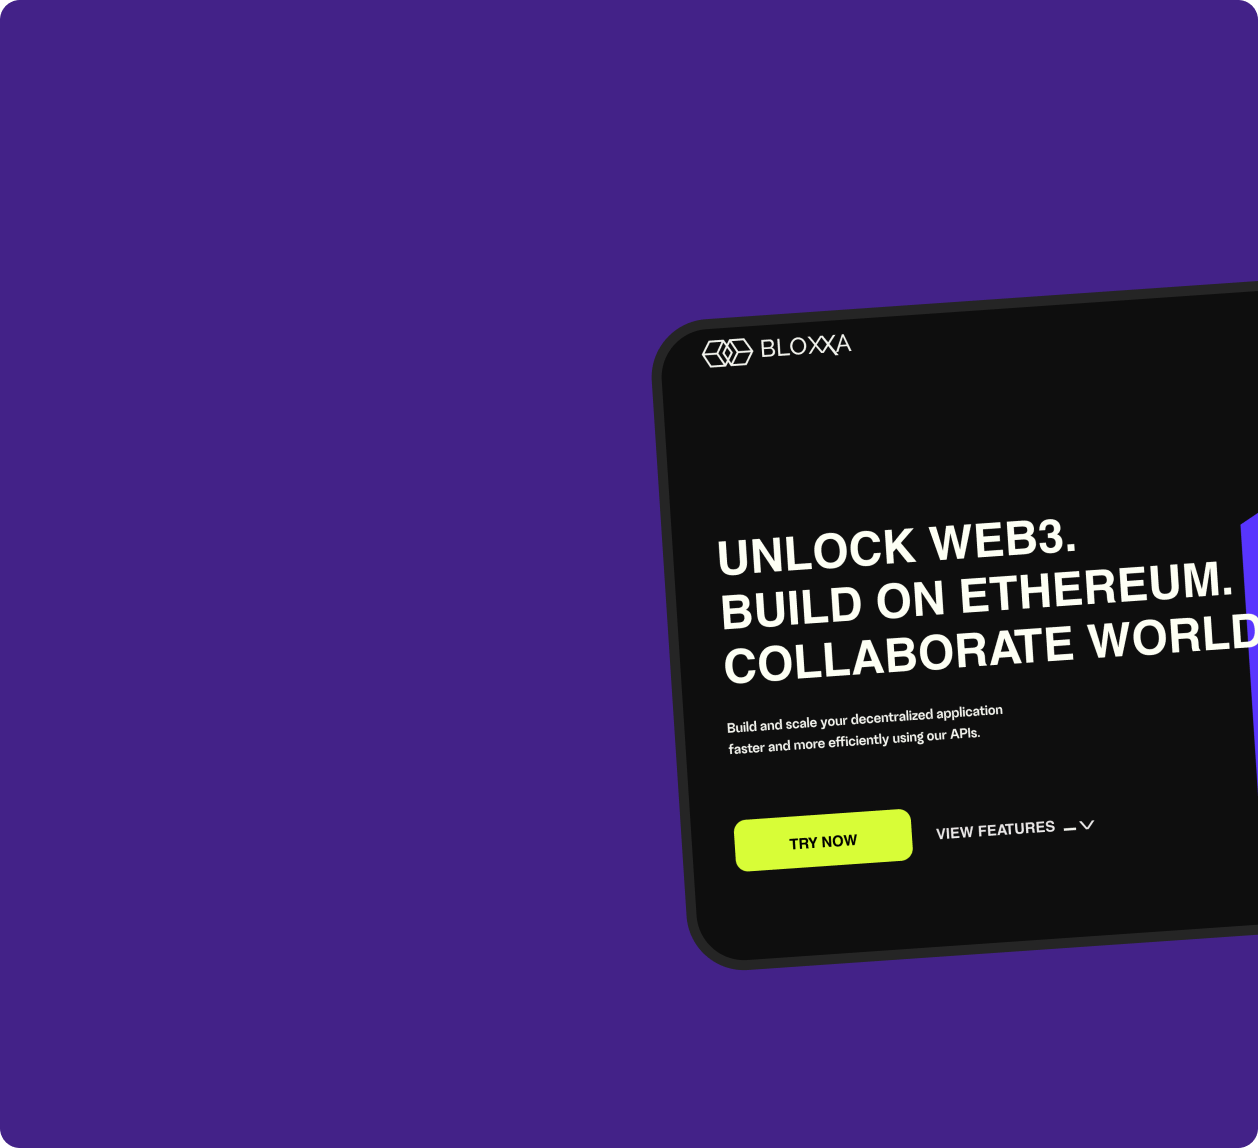 BLOXXA
UNLOCK WEB3.
BUILD ON ETHEREUM.
COLLABORATE WORLD
Build and scale your decentralized application
faster and more efficiently using our APIs.
TRY NOW
VIEW FEATURES